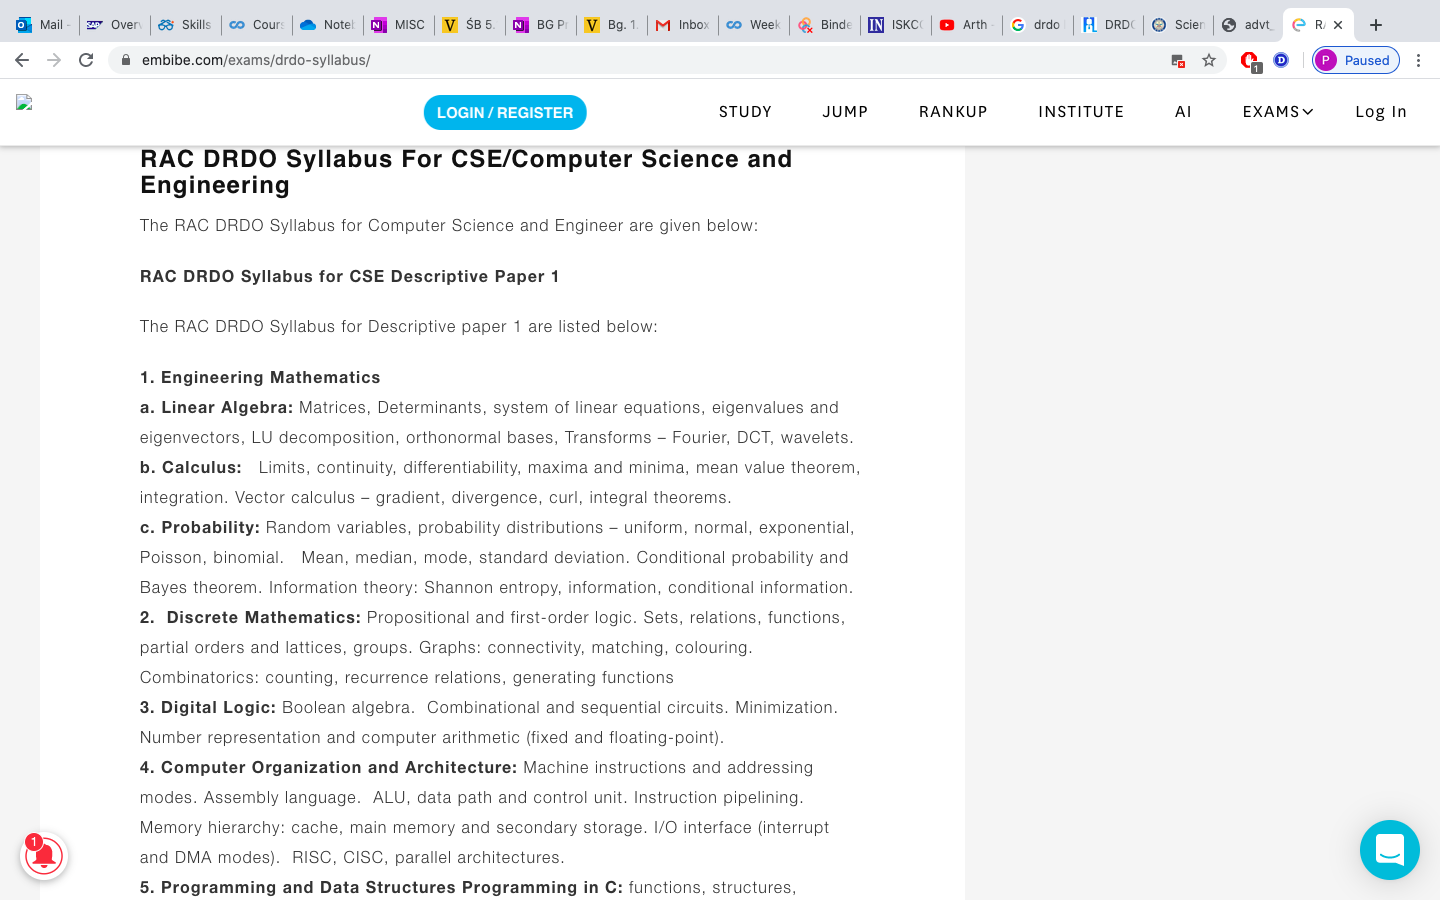 Mail -
Over
Skills
Cours
Noteb
MISC
ŚB 5.
BG Pr
Bg. 1.
Inbox
Week
Binde
ISKCO
Arth -
drdo
DRDO
Scien
advt_
RA
embibe.com/exams/drdo-syllabus/
1
D
P Paused
LOGIN / REGISTER
STUDY JUMP RANKUP INSTITUTE AI EXAMS Log In
RAC DRDO Syllabus For CSE/Computer Science and
Engineering
The RAC DRDO Syllabus for Computer Science and Engineer are given below:
RAC DRDO Syllabus for CSE Descriptive Paper 1
The RAC DRDO Syllabus for Descriptive paper 1 are listed below:
1. Engineering Mathematics
a. Linear Algebra: Matrices, Determinants, system of linear equations, eigenvalues and
eigenvectors, LU decomposition, orthonormal bases, Transforms – Fourier, DCT, wavelets.
b. Calculus: Limits, continuity, differentiability, maxima and minima, mean value theorem,
integration. Vector calculus – gradient, divergence, curl, integral theorems.
c. Probability: Random variables, probability distributions – uniform, normal, exponential,
Poisson, binomial. Mean, median, mode, standard deviation. Conditional probability and
Bayes theorem. Information theory: Shannon entropy, information, conditional information.
2. Discrete Mathematics: Propositional and first-order logic. Sets, relations, functions,
partial orders and lattices, groups. Graphs: connectivity, matching, colouring.
Combinatorics: counting, recurrence relations, generating functions
3. Digital Logic: Boolean algebra. Combinational and sequential circuits. Minimization.
Number representation and computer arithmetic (fixed and floating-point).
4. Computer Organization and Architecture: Machine instructions and addressing
modes. Assembly language. ALU, data path and control unit. Instruction pipelining.
Memory hierarchy: cache, main memory and secondary storage. I/O interface (interrupt
and DMA modes). RISC, CISC, parallel architectures.
5. Programming and Data Structures Programming in C: functions, structures,
1